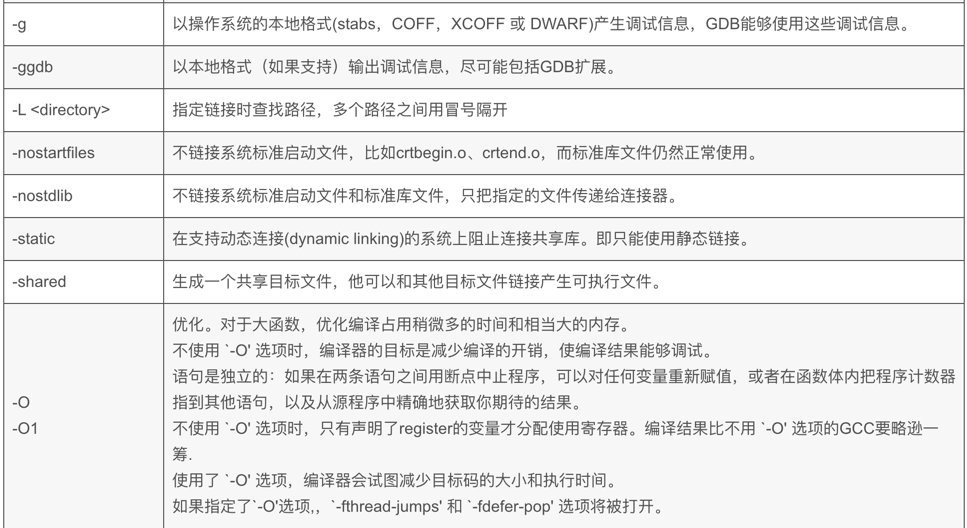 -g 以操作系统的本地格式(stabs，COFF，XCOFF 或 DWARF)产生调试信息，GDB能够使用这些调试信息。
-ggdb 以本地格式（如果支持）输出调试信息，尽可能包括GDB扩展。
-L <directory> 指定链接时查找路径，多个路径之间用冒号隔开
-nostartfiles 不链接系统标准启动文件，比如crtbegin.o、crtend.o，而标准库文件仍然正常使用。
-nostdlib 不链接系统标准启动文件和标准库文件，只把指定的文件传递给连接器。
-static 在支持动态连接(dynamic linking)的系统上阻止连接共享库。即只能使用静态链接。
-shared 生成一个共享目标文件，他可以和其他目标文件链接产生可执行文件。
-O
-O1
优化。对于大函数，优化编译占用稍微多的时间和相当大的内存。
不使用 `-O' 选项时，编译器的目标是减少编译的开销，使编译结果能够调试。
语句是独立的：如果在两条语句之间用断点中止程序，可以对任何变量重新赋值，或者在函数体内把程序计数器
指到其他语句，以及从源程序中精确地获取你期待的结果。
不使用 `-O' 选项时，只有声明了register的变量才分配使用寄存器。编译结果比不用 `-O' 选项的GCC要略逊一
筹.
使用了 `-O' 选项，编译器会试图减少目标码的大小和执行时间。
如果指定了`-O'选项,，`-fthread-jumps' 和 `-fdefer-pop' 选项将被打开。